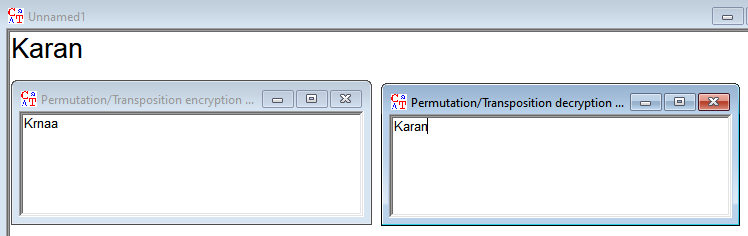 Unnamed1
Karan
Permutation/Transposition encryption ...
Krnaa
Permutation/Transposition decryption ...
Karan